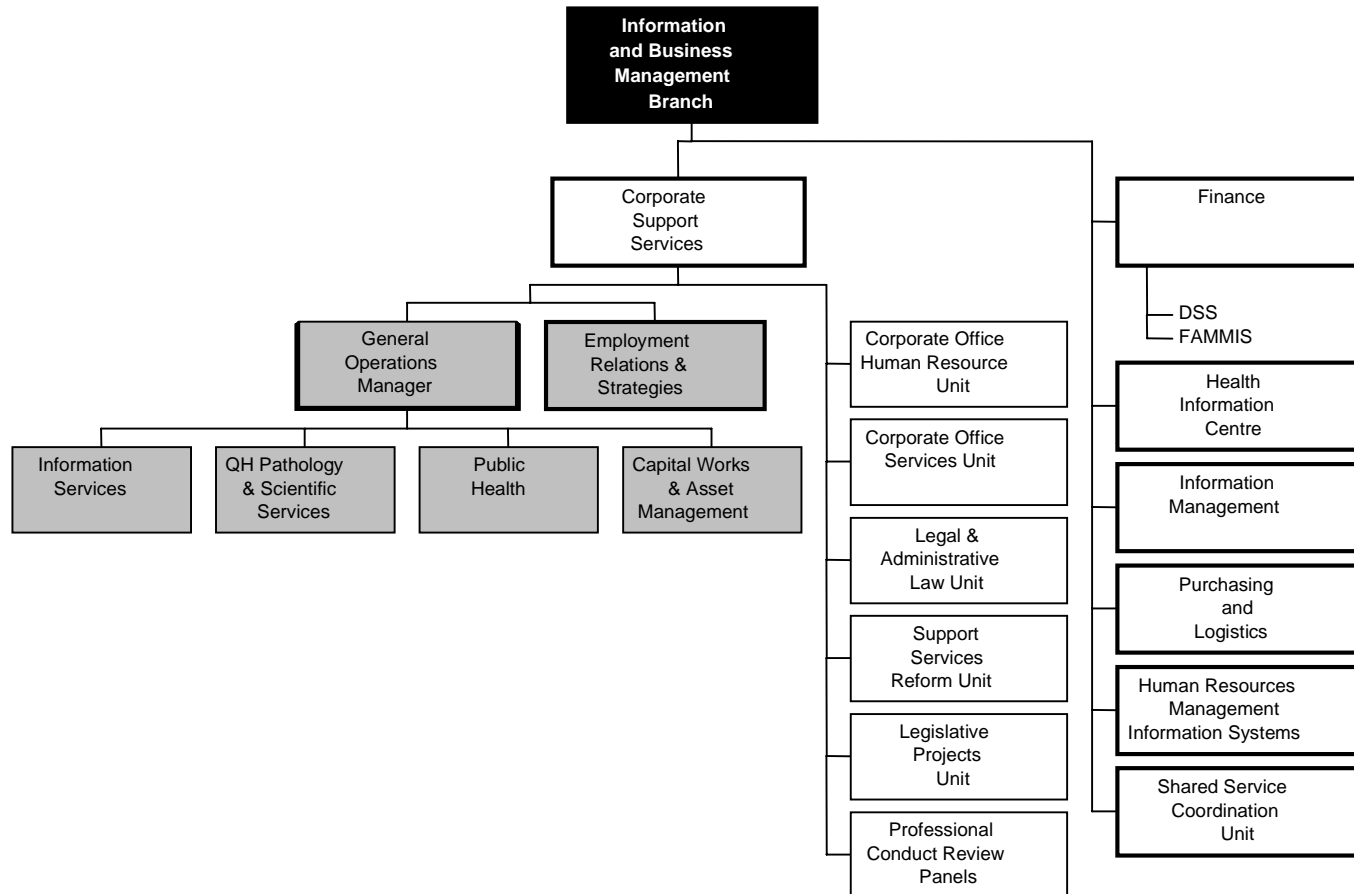 Information
and Business
Management
Branch
Corporate
Support
Services
Finance
DSS
FAMMIS
General
Operations
Manager
Employment
Relations &
Strategies
Information
Services
QH Pathology
& Scientific
Services
Public
Health
Capital Works
& Asset
Management
Corporate Office
Human Resource
Unit
Corporate Office
Services Unit
Legal &
Administrative
Law Unit
Support
Services
Reform Unit
Legislative
Projects
Unit
Professional
Conduct Review
Panels
Health
Information
Centre
Information
Management
Purchasing
and
Logistics
Human Resources
Management
Information Systems
Shared Service
Coordination
Unit